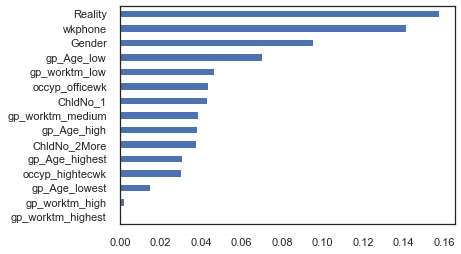 Reality
wkphone
Gender
gp_Age_low
gp_worktm_low
occyp_officewk
ChldNo_1
gp_worktm_medium
gp_Age_high
ChldNo_2More
gp_Age_highest
occyp_hightecwk
gp_Age_lowest
gp_worktm_high
gp_worktm_highest
0.00 0.02 0.04 0.06 0.08 0.10 0.12 0.14 0.16